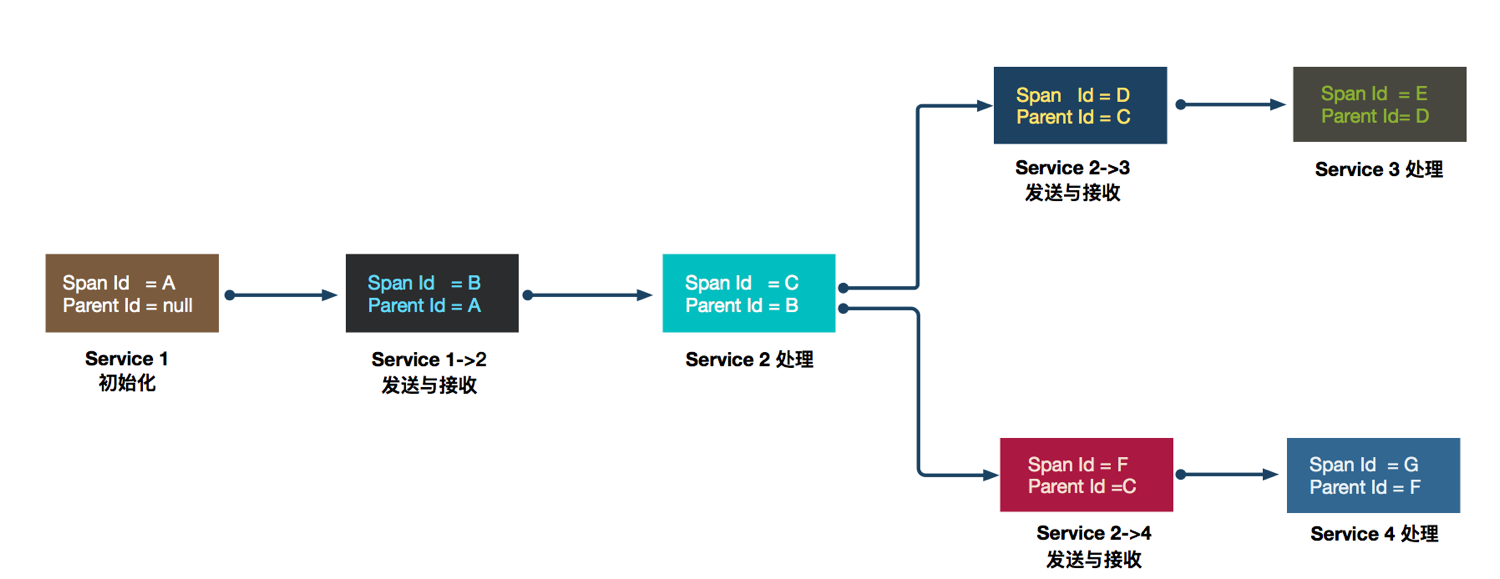 Span Id = A
Parent Id = null
Service 1
初始化
Span Id = B
Parent Id = A
Service 1->2
发送与接收
Span Id = C
Parent Id = B
Service 2 处理
Span Id = D
Parent Id = C
Service 2->3
发送与接收
Span Id = E
Parent Id= D
Service 3 处理
Span Id = F
Parent Id =C
Service 2->4
发送与接收
Span Id = G
Parent Id = F
Service 4 处理